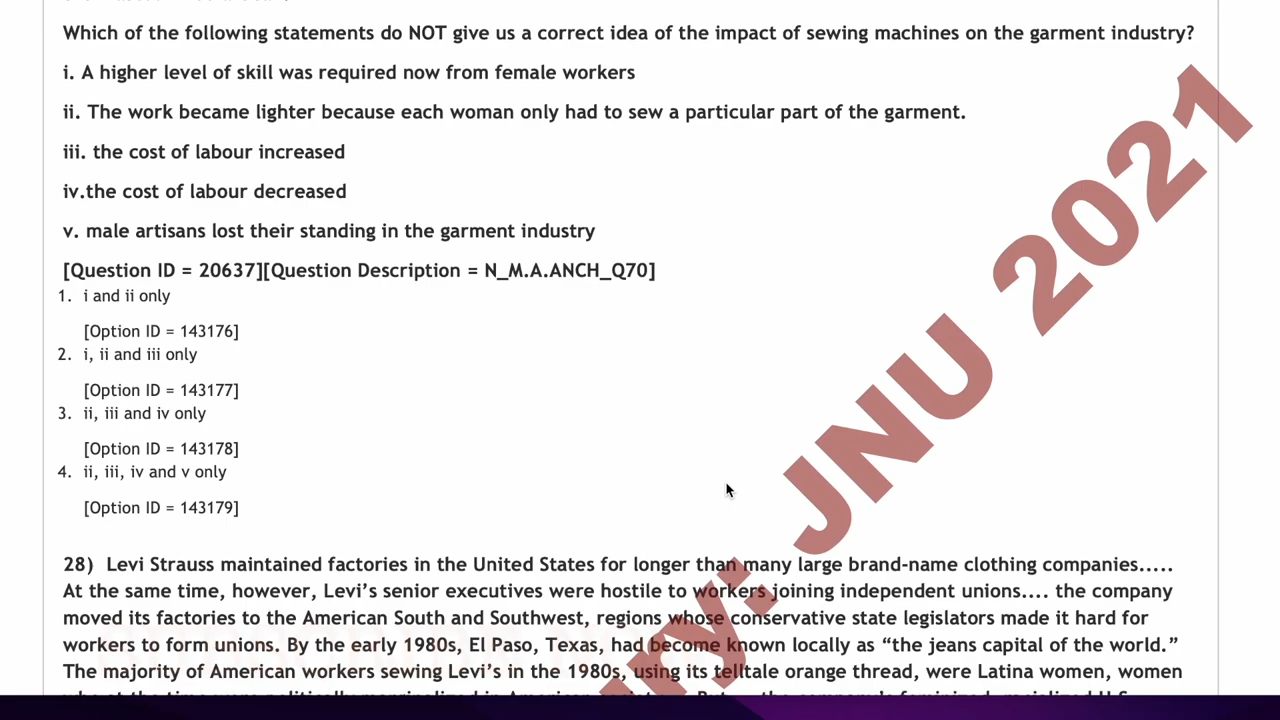 Which of the following statements do NOT give us a correct idea of the impact of sewing machines on the garment industry?
i. A higher level of skill was required now from female workers
ii. The work became lighter because each woman only had to sew a particular part of the garment.
iii. the cost of labour increased
iv.the cost of labour decreased
v. male artisans lost their standing in the garment industry
[Question ID = 20637][Question Description = N_M.A.ANCH_Q70]
1. i and ii only
[Option ID = 143176]
2. i, ii and iii only
[Option ID = 143177]
3. ii, iii and iv only
[Option ID = 143178]
4. ii, iii, iv and v only
[Option ID = 143179]
28) Levi Strauss maintained factories in the United States for longer than many large brand-name clothing companies.....
At the same time, however, Levi’s senior executives were hostile to workers joining independent unions.... the company
moved its factories to the American South and Southwest, regions whose conservative state legislators made it hard for
workers to form unions. By the early 1980s, El Paso, Texas, had become known locally as “the jeans capital of the world.”
The majority of American workers sewing Levi’s in the 1980s, using its telltale orange thread, were Latina women, women
JNU 2021